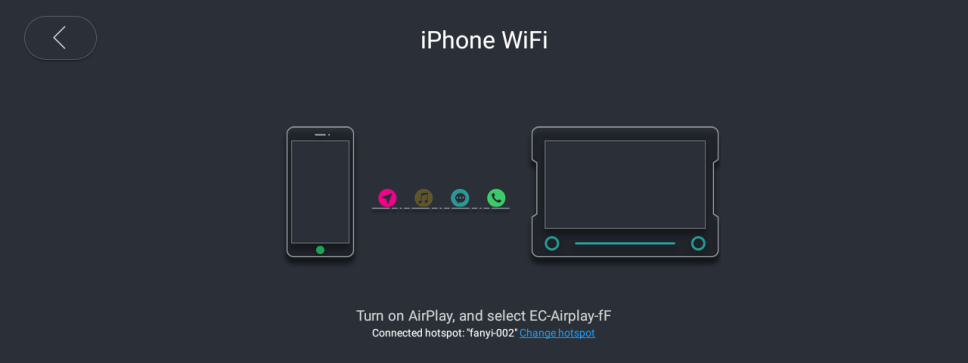 iPhone WiFi
Turn on AirPlay, and select EC-Airplay-fF
Connected hotspot: "fanyi-002" Change hotspot